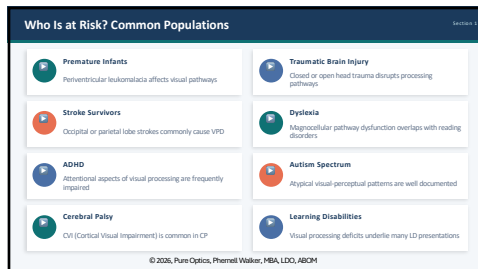 Who Is at Risk? Common Populations
Section 1
Premature Infants
Periventricular leukomalacia affects visual pathways
Traumatic Brain Injury
Closed or open head trauma disrupts processing
pathways
Stroke Survivors
Occipital or parietal lobe strokes commonly cause VPD
Dyslexia
Magnocellular pathway dysfunction overlaps with reading
disorders
ADHD
Attentional aspects of visual processing are frequently
impaired
Autism Spectrum
Atypical visual-perceptual patterns are well documented
Cerebral Palsy
CVI (Cortical Visual Impairment) is common in CP
Learning Disabilities
Visual processing deficits underlie many LD presentations
© 2026, Pure Optics, Phernell Walker, MBA, LDO, ABOM